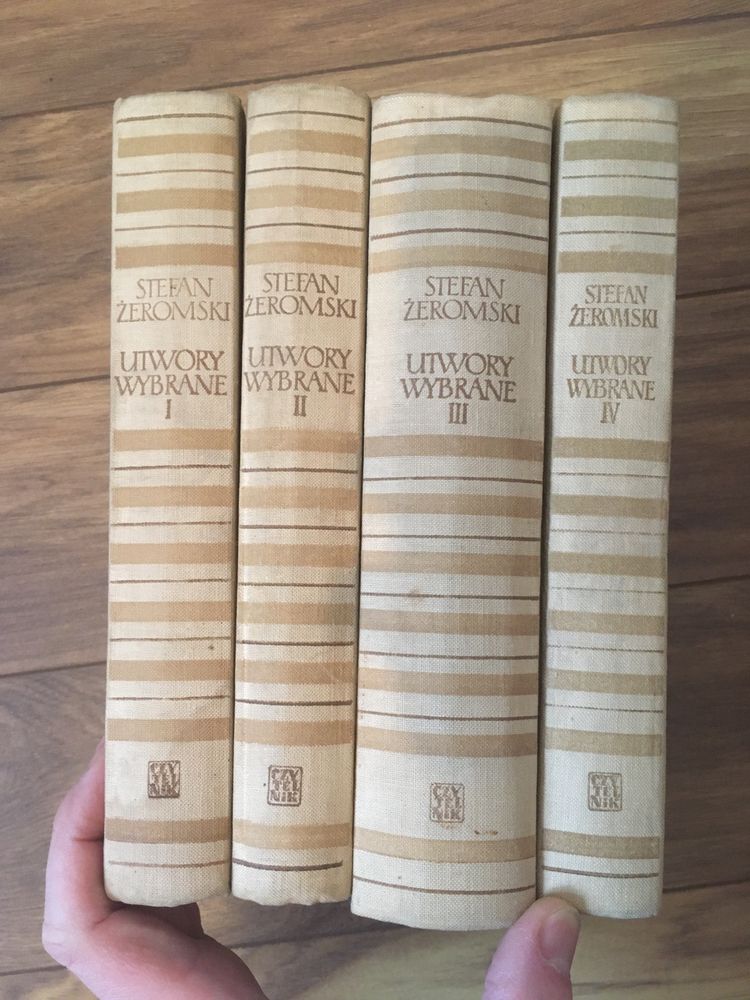 STEFAN
ŻEROMSKI
UTWORY
WYBRANE
I
CZY
TEL
NIK
STEFAN
ŻEROMSKI
UTWORY
WYBRANE
II
CZY
TEL
NIK
STEFAN
ŻEROMSKI
UTWORY
WYBRANE
III
CZY
TEL
NIK
STEFAN
ŻEROMSKI
UTWORY
WYBRANE
IV
CZY
TEL
NIK